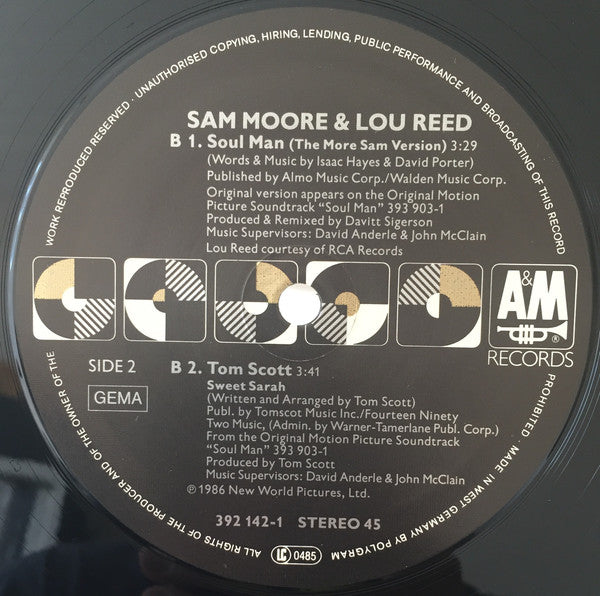 WORK REPRODUCED RESERVED · UNAUTHORISED COPYING, HIRING, LENDING, PUBLIC PERFORMANCE AND BROADCASTING OF THIS RECORD
SAM MOORE & LOU REED
B 1. Soul Man (The More Sam Version) 3:29
(Words & Music by Isaac Hayes & David Porter)
Published by Almo Music Corp./Walden Music Corp.
Original version appears on the Original Motion
Picture Soundtrack "Soul Man" 393 903-1
Produced & Remixed by Davitt Sigerson
Music Supervisors: David Anderle & John McClain
Lou Reed courtesy of RCA Records
A&M
®
RECORDS
SIDE 2
GEMA
B 2. Tom Scott 3:41
Sweet Sarah
(Written and Arranged by Tom Scott)
Publ. by Tomscot Music Inc./Fourteen Ninety
Two Music, (Admin. by Warner-Tamerlane Publ. Corp.)
From the Original Motion Picture Soundtrack
"Soul Man" 393 903-1
Produced by Tom Scott
Music Supervisors: David Anderle & John McClain
℗ 1986 New World Pictures, Ltd.
392 142-1 STEREO 45
LC 0485
PROHIBITED · MADE IN WEST GERMANY BY POLYGRAM
ALL RIGHTS OF THE PRODUCER AND OF THE OWNER OF THE